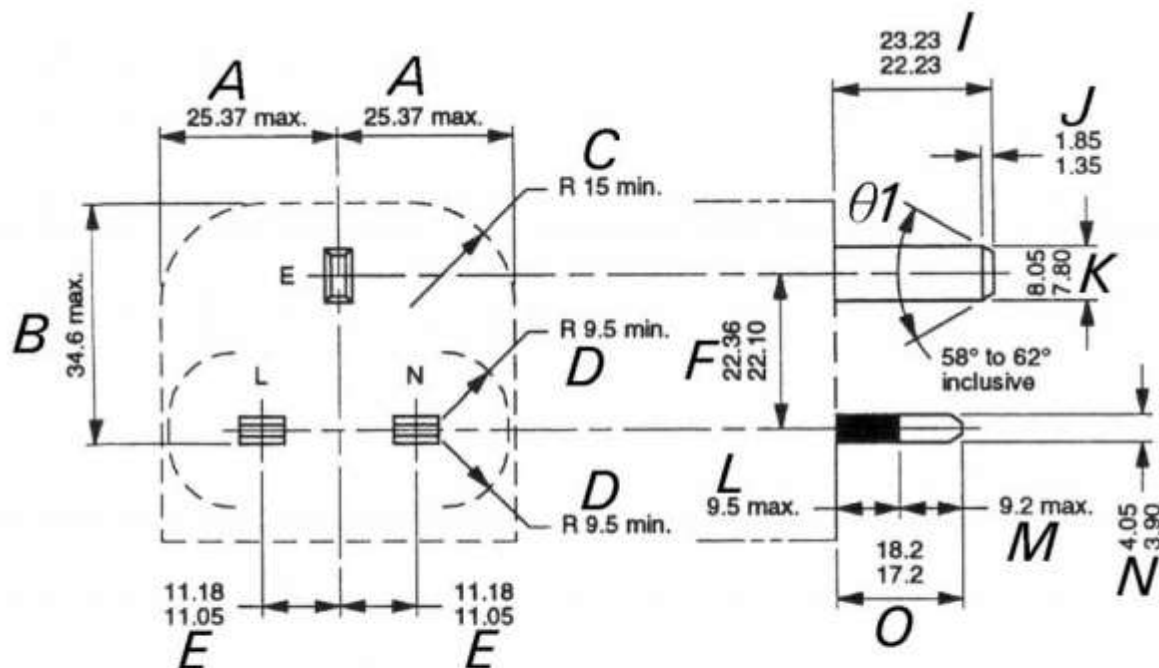 A
25.37 max.
A
25.37 max.
C
R 15 min.
23.23
22.23
I
J
1.85
1.35
θ1
B
34.6 max.
E
L
N
R 9.5 min.
D
F
22.36
22.10
8.05
7.80
K
58° to 62°
inclusive
D
R 9.5 min.
L
9.5 max.
9.2 max.
M
4.05
3.90
N
18.2
17.2
O
11.18
11.05
E
11.18
11.05
E